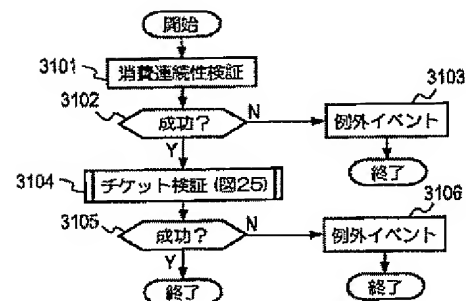 開始
3101
消費連続性検証
3102
成功?
N
3103
例外イベント
Y
終了
3104
チケット検証 (図25)
3105
成功?
N
3106
例外イベント
Y
終了
終了